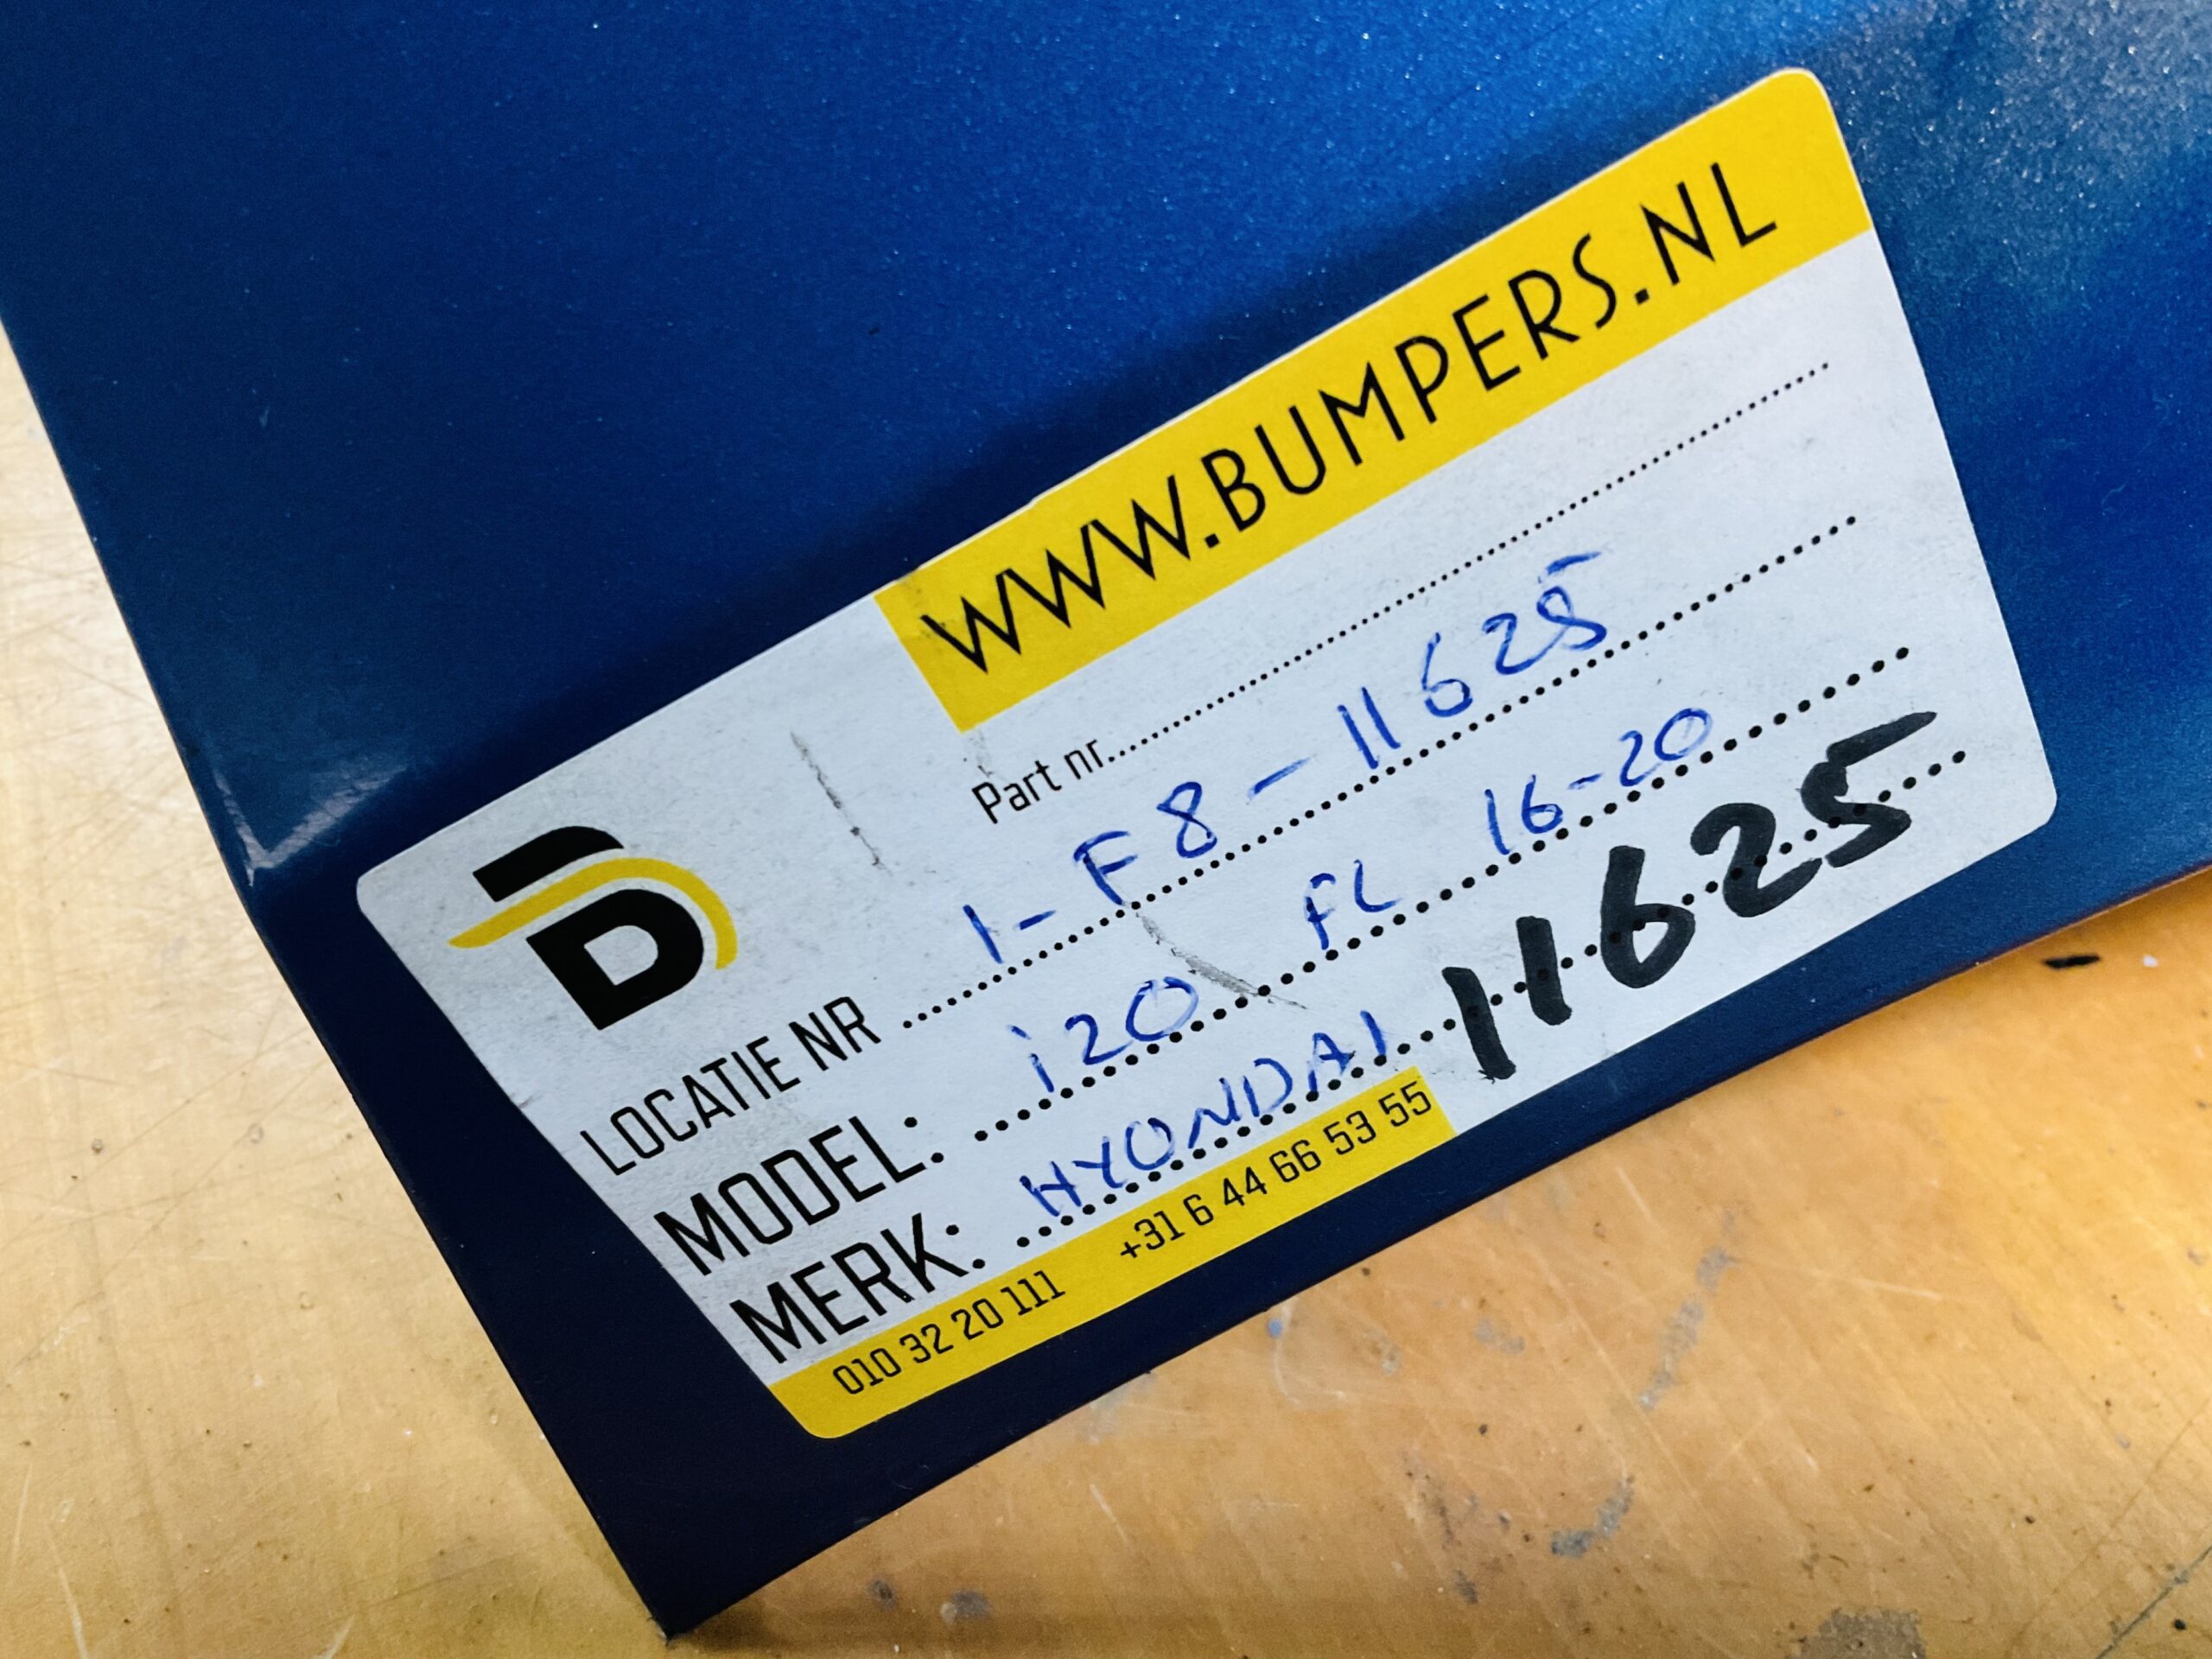 WWW.BUMPERS.NL
Part nr.....
LOCATIE NR 1-F8-11625
MODEL: i20 FL 16-20
MERK: HYONDAI 11625
010 32 20 111 +31 6 44 66 53 55